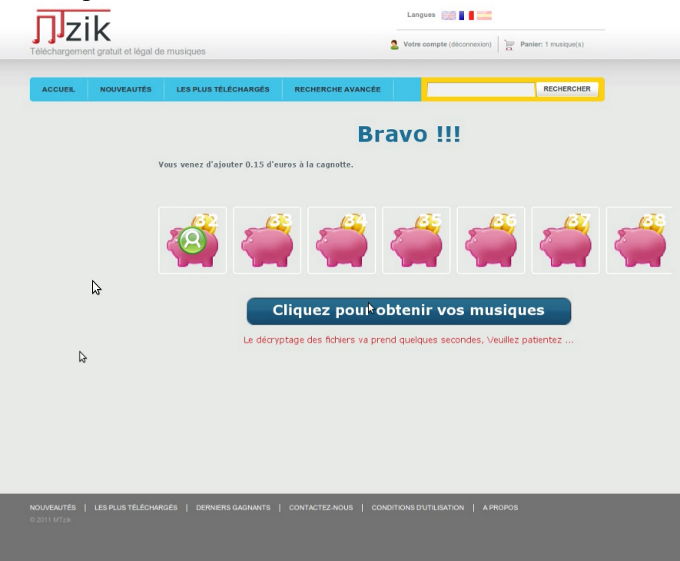 Langues
MTzik
Téléchargement gratuit et légal de musiques
Votre compte (déconnexion) Panier: 1 musique(s)
ACCUEIL NOUVEAUTÉS LES PLUS TÉLÉCHARGÉS RECHERCHE AVANCÉE RECHERCHER
Bravo !!!
Vous venez d'ajouter 0.15 d'euros à la cagnotte.
32 33 34 35 36 37 38
Cliquez pour obtenir vos musiques
Le décryptage des fichiers va prend quelques secondes, Veuillez patientez ...
NOUVEAUTÉS | LES PLUS TÉLÉCHARGÉS | DERNIERS GAGNANTS | CONTACTEZ-NOUS | CONDITIONS D'UTILISATION | A PROPOS
© 2011 MTzik